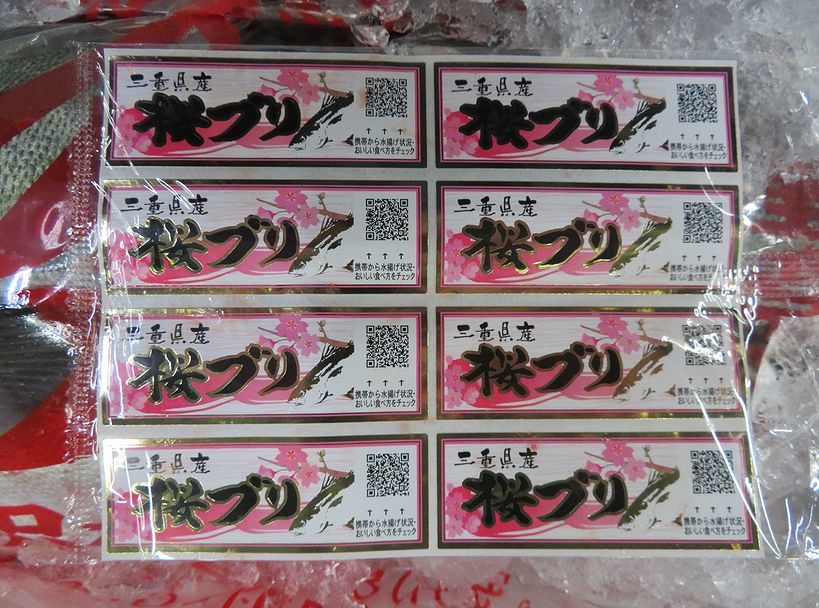 三重県産
桜ブリ
↑ ↑ ↑
携帯から水揚げ状況・
おいしい食べ方をチェック
三重県産
桜ブリ
↑ ↑ ↑
携帯から水揚げ状況・
おいしい食べ方をチェック
三重県産
桜ブリ
↑ ↑ ↑
携帯から水揚げ状況・
おいしい食べ方をチェック
三重県産
桜ブリ
↑ ↑ ↑
携帯から水揚げ状況・
おいしい食べ方をチェック
三重県産
桜ブリ
↑ ↑ ↑
携帯から水揚げ状況・
おいしい食べ方をチェック
三重県産
桜ブリ
↑ ↑ ↑
携帯から水揚げ状況・
おいしい食べ方をチェック
三重県産
桜ブリ
↑ ↑ ↑
携帯から水揚げ状況・
おいしい食べ方をチェック
三重県産
桜ブリ
↑ ↑ ↑
携帯から水揚げ状況・
おいしい食べ方をチェック